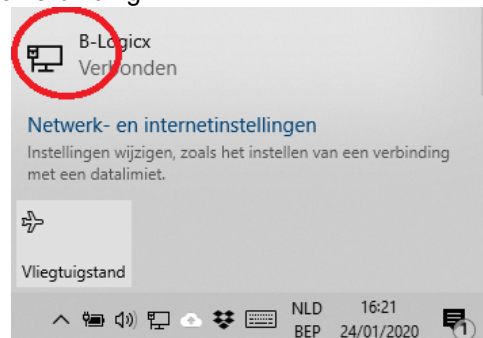 B-Logicx
Verbonden
Netwerk- en internetinstellingen
Instellingen wijzigen, zoals het instellen van een verbinding
met een datalimiet.
Vliegtuigstand
NLD 16:21
BEP 24/01/2020
1